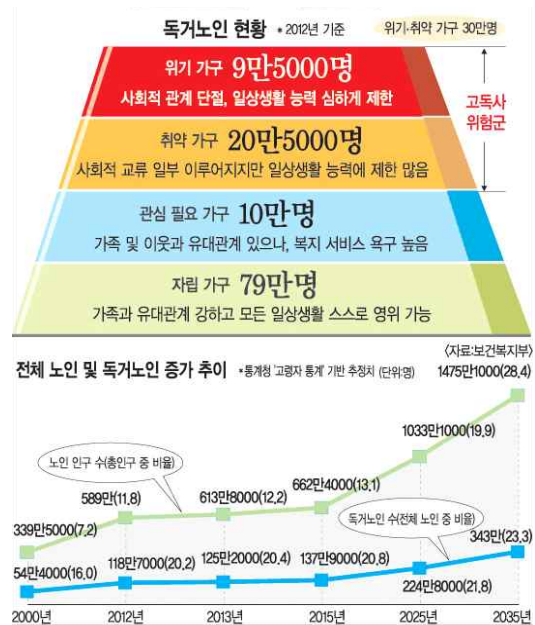 독거노인 현황 *2012년 기준
위기·취약 가구 30만명
위기 가구 9만5000명
사회적 관계 단절, 일상생활 능력 심하게 제한
고독사
위험군
취약 가구 20만5000명
사회적 교류 일부 이루어지지만 일상생활 능력에 제한 많음
관심 필요 가구 10만명
가족 및 이웃과 유대관계 있으나, 복지 서비스 욕구 높음
자립 가구 79만명
가족과 유대관계 강하고 모든 일상생활 스스로 영위 가능
〈자료:보건복지부〉
전체 노인 및 독거노인 증가 추이 *통계청 '고령자 통계' 기반 추정치 (단위:명)
1475만1000(28.4)
1033만1000(19.9)
노인 인구 수(총인구 중 비율)
662만4000(13.1)
589만(11.8)
613만8000(12.2)
독거노인 수(전체 노인 중 비율)
339만5000(7.2)
343만(23.3)
54만4000(16.0)
118만7000(20.2)
125만2000(20.4)
137만9000(20.8)
224만8000(21.8)
2000년
2012년
2013년
2015년
2025년
2035년